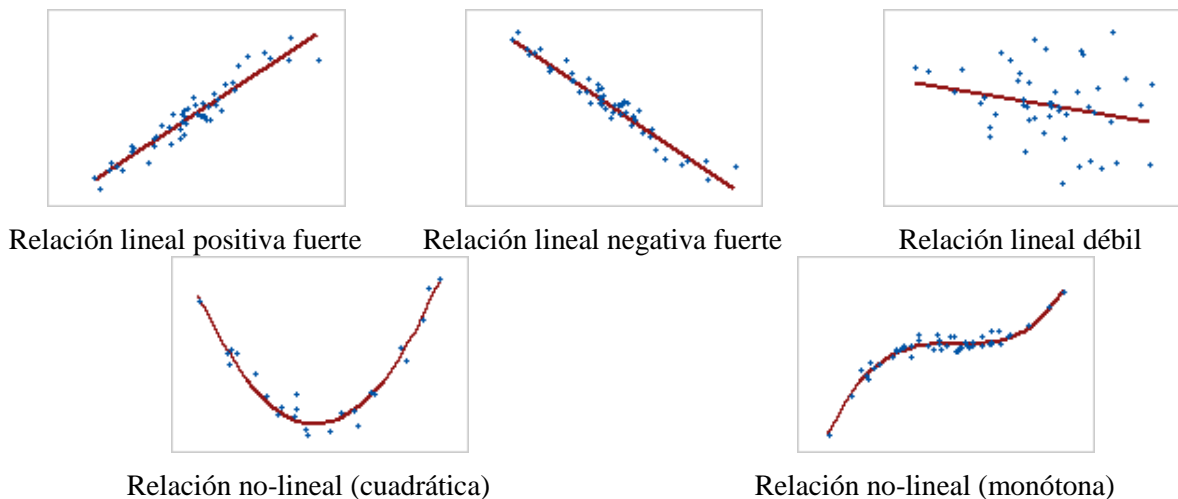 Relación lineal positiva fuerte
Relación lineal negativa fuerte
Relación lineal débil
Relación no-lineal (cuadrática)
Relación no-lineal (monótona)